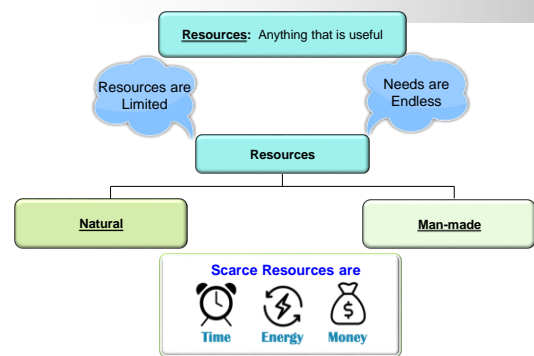 Resources: Anything that is useful
Resources are
Limited
Needs are
Endless
Resources
Natural
Man-made
Scarce Resources are
Time
Energy
Money